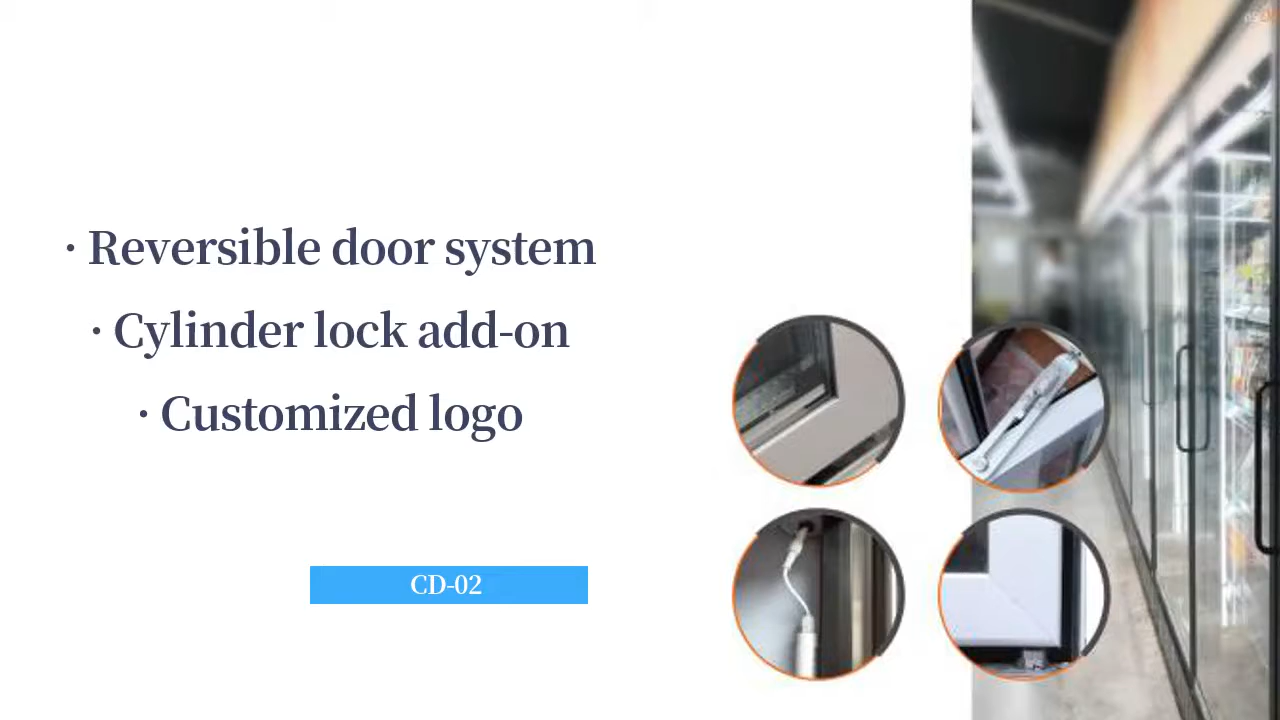 · Reversible door system
· Cylinder lock add-on
· Customized logo
CD-02